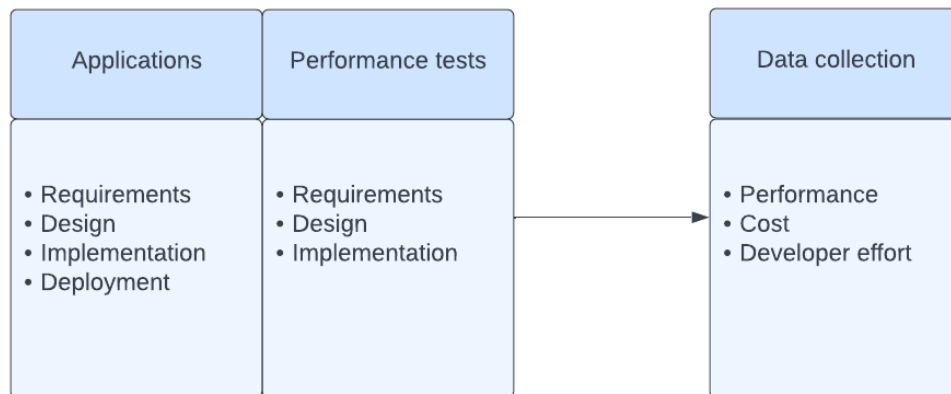 Applications
Performance tests
Data collection
• Requirements
• Design
• Implementation
• Deployment
• Requirements
• Design
• Implementation
• Performance
• Cost
• Developer effort